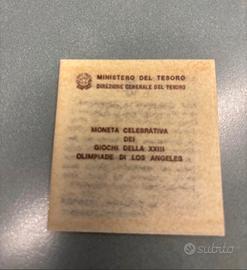 MINISTERO DEL TESORO
DIREZIONE GENERALE DEL TESORO
MONETA CELEBRATIVA
DEI
GIOCHI DELLA XXIII
OLIMPIADE DI LOS ANGELES
subito